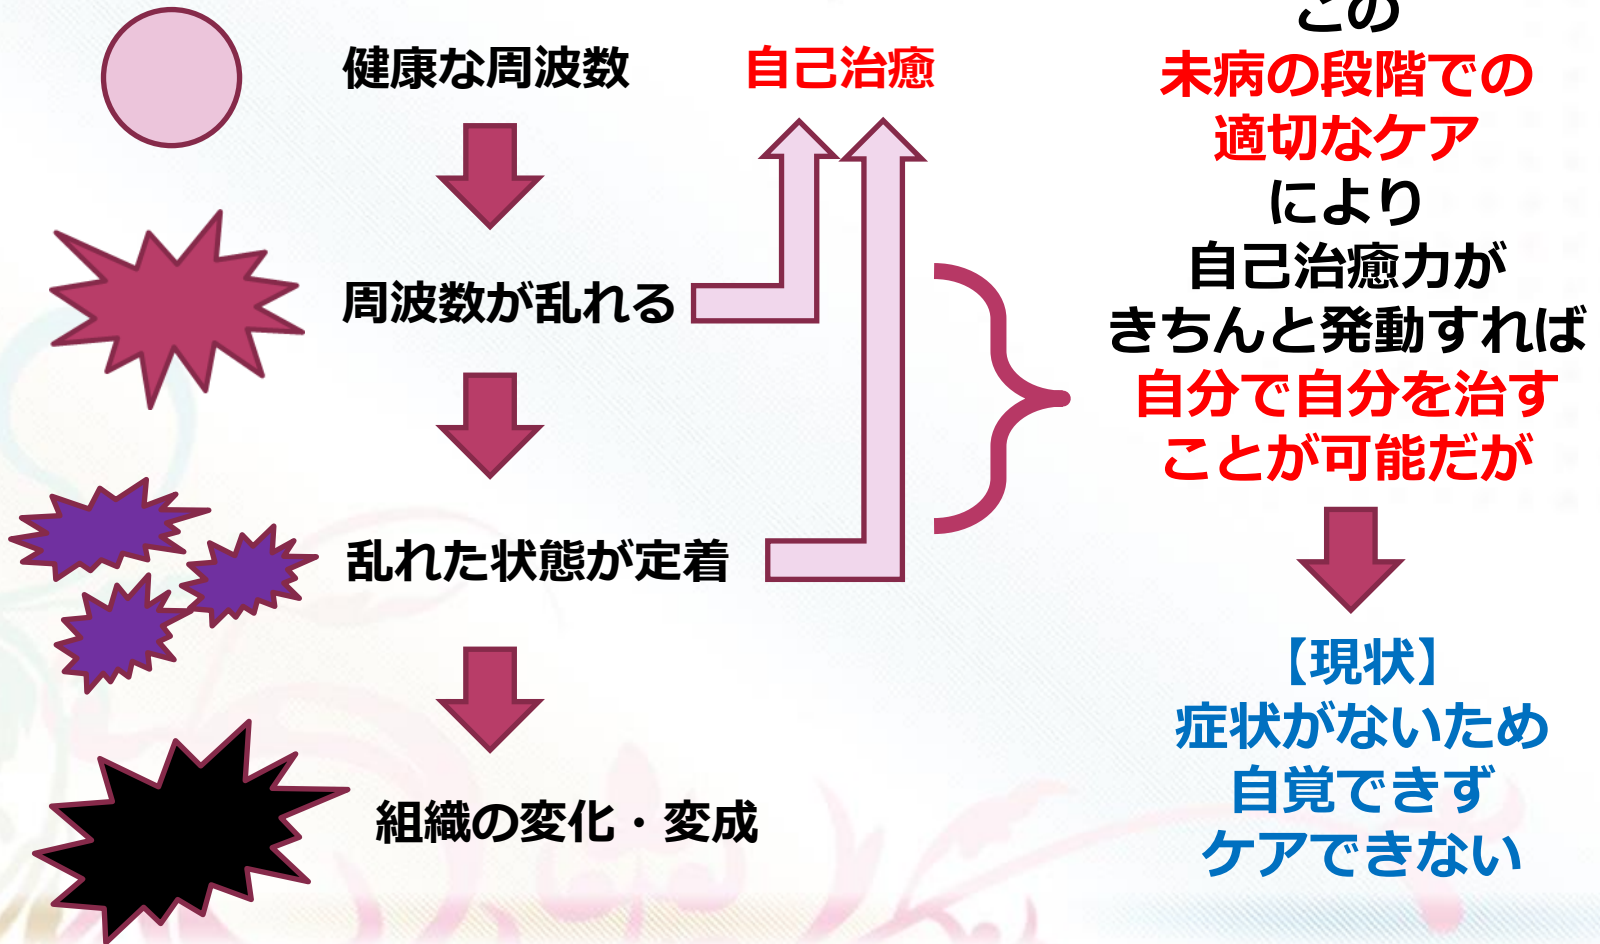 健康な周波数
自己治癒
周波数が乱れる
乱れた状態が定着
組織の変化・変成
この
未病の段階での
適切なケア
により
自己治癒力が
きちんと発動すれば
自分で自分を治す
ことが可能だが
【現状】
症状がないため
自覚できず
ケアできない